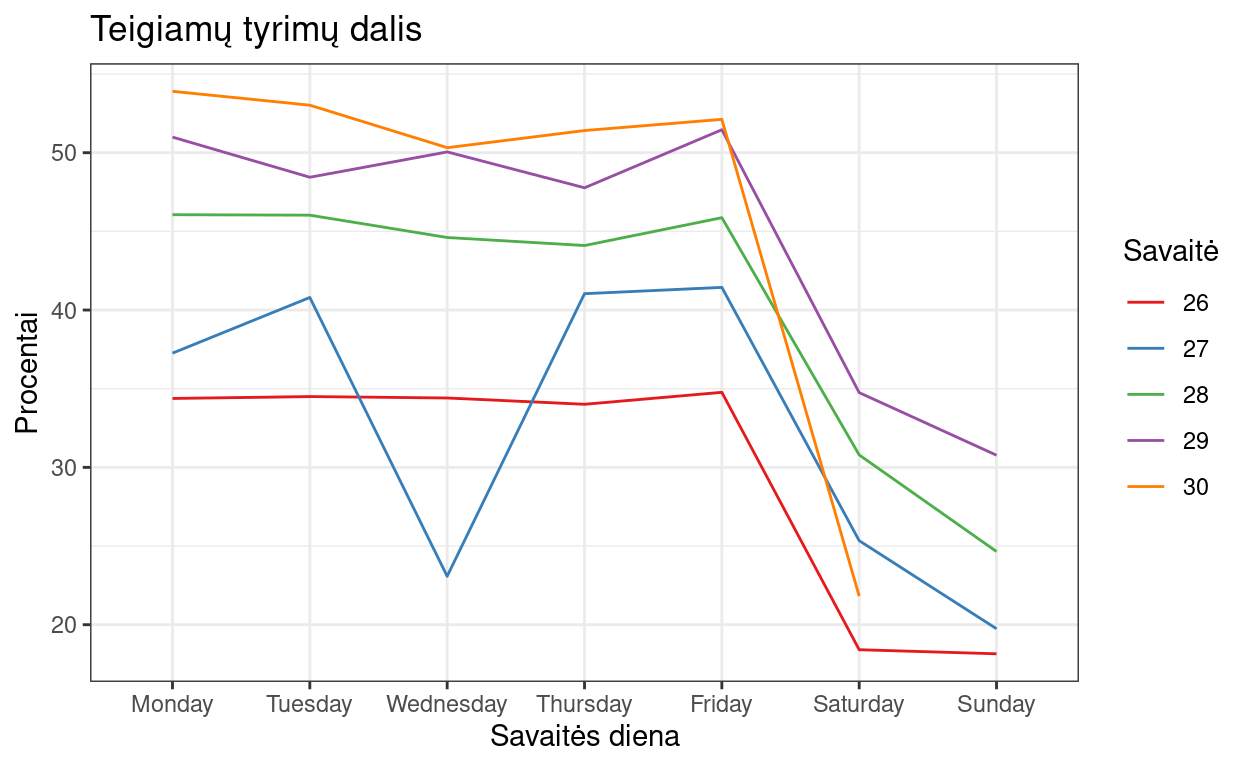 Teigiamų tyrimų dalis
Procentai
50
40
30
20
Monday Tuesday Wednesday Thursday Friday Saturday Sunday
Savaitės diena
Savaitė
26
27
28
29
30